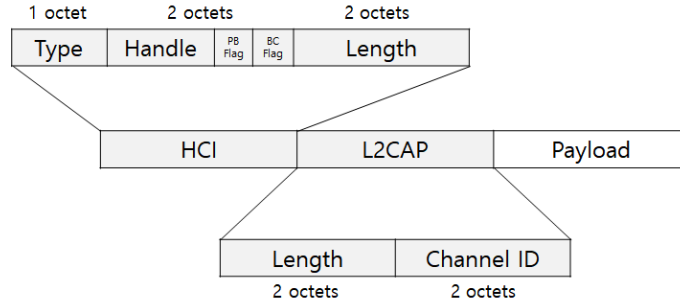 1 octet 2 octets 2 octets
Type Handle PB Flag BC Flag Length
HCI L2CAP Payload
Length Channel ID
2 octets 2 octets